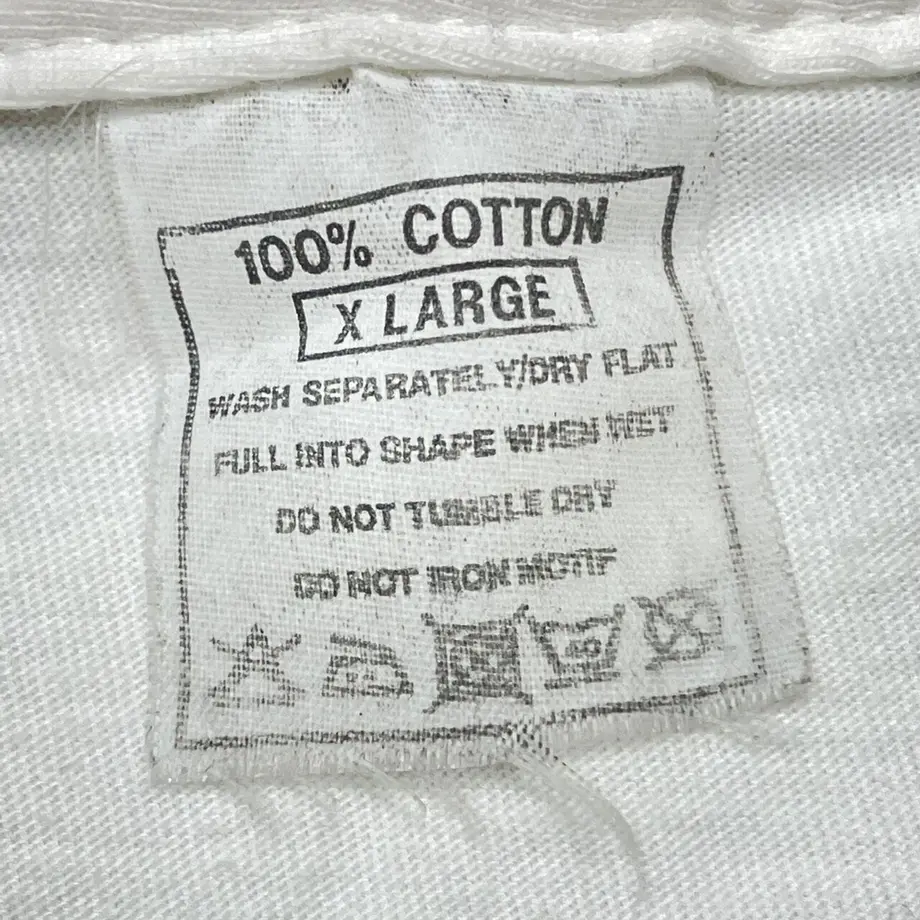 100% COTTON
X LARGE
WASH SEPARATELY/DRY FLAT
PULL INTO SHAPE WHEN WET
DO NOT TUMBLE DRY
DO NOT IRON MOTIF